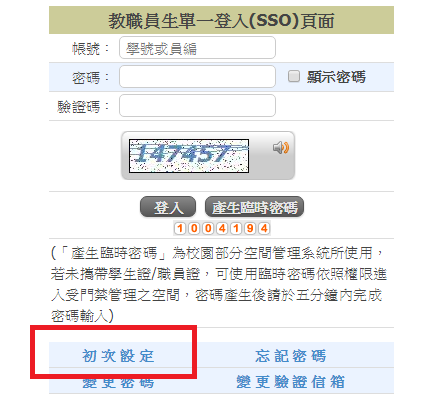 教職員生單一登入(SSO)頁面
帳號： 學號或員編
密碼： 顯示密碼
驗證碼：
147457
登入 產生臨時密碼
1004194
(「產生臨時密碼」為校園部分空間管理系統所使用，
若未攜帶學生證/職員證，可使用臨時密碼依照權限進
入受門禁管理之空間，密碼產生後請於五分鐘內完成
密碼輸入)
初次設定 忘記密碼
變更密碼 變更驗證信箱